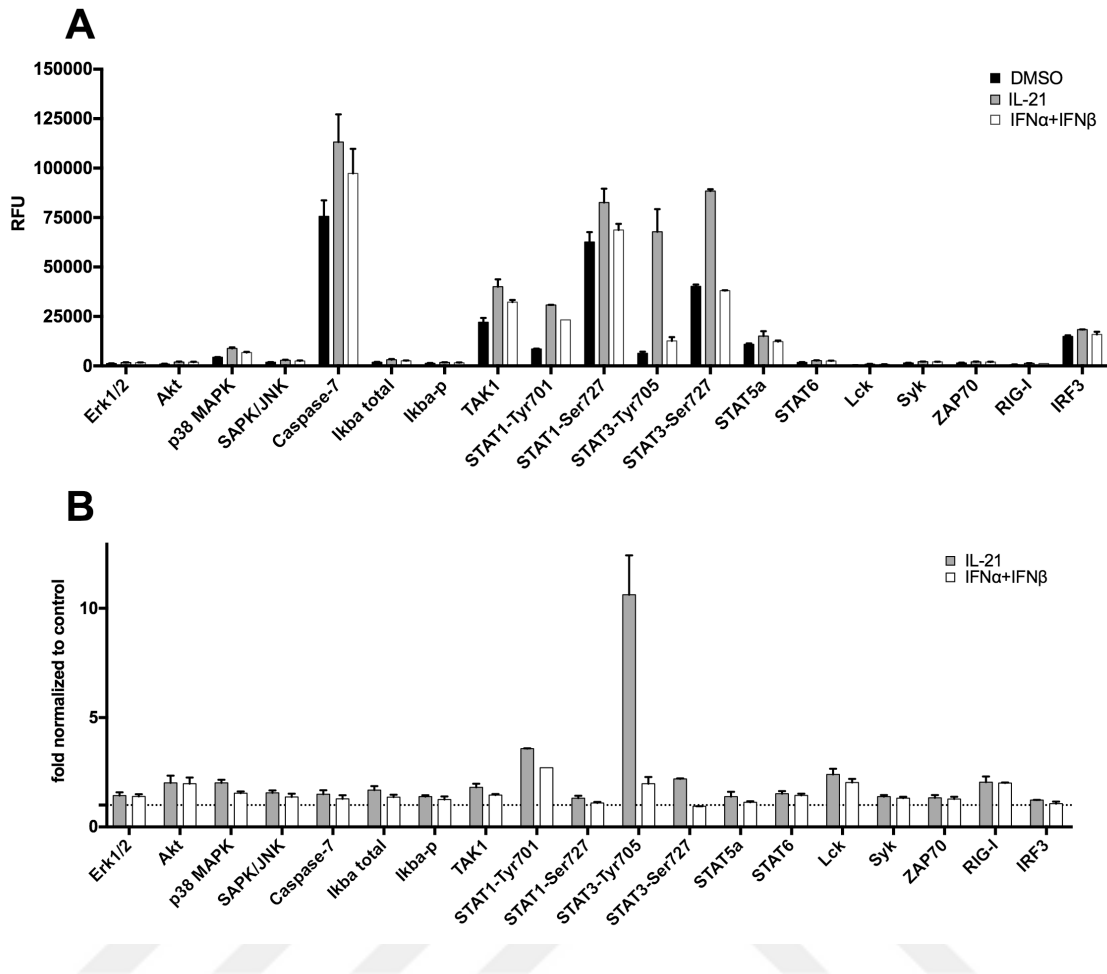 A
150000
125000
100000
75000
50000
25000
0
RFU
DMSO
IL-21
IFNα+IFNβ
Erk1/2
Akt
p38 MAPK
SAPK/JNK
Caspase-7
Ikba total
Ikba-p
TAK1
STAT1-Tyr701
STAT1-Ser727
STAT3-Tyr705
STAT3-Ser727
STAT5a
STAT6
Lck
Syk
ZAP70
RIG-I
IRF3
B
10
5
0
fold normalized to control
IL-21
IFNα+IFNβ
Erk1/2
Akt
p38 MAPK
SAPK/JNK
Caspase-7
Ikba total
Ikba-p
TAK1
STAT1-Tyr701
STAT1-Ser727
STAT3-Tyr705
STAT3-Ser727
STAT5a
STAT6
Lck
Syk
ZAP70
RIG-I
IRF3